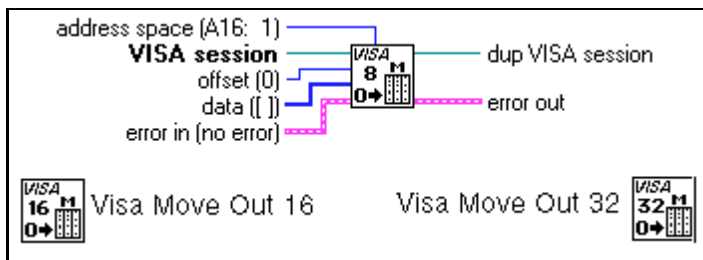 address space (A16: 1)
VISA session
offset (0)
data ([ ])
error in (no error)
VISA
8 M
0→
dup VISA session
error out
VISA
16 M
0→
Visa Move Out 16
Visa Move Out 32
VISA
32 M
0→